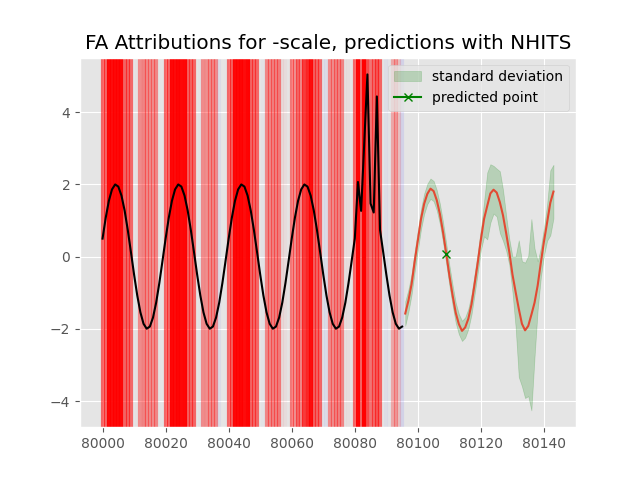 FA Attributions for -scale, predictions with NHITS
standard deviation
predicted point
4
2
0
−2
−4
80000 80020 80040 80060 80080 80100 80120 80140